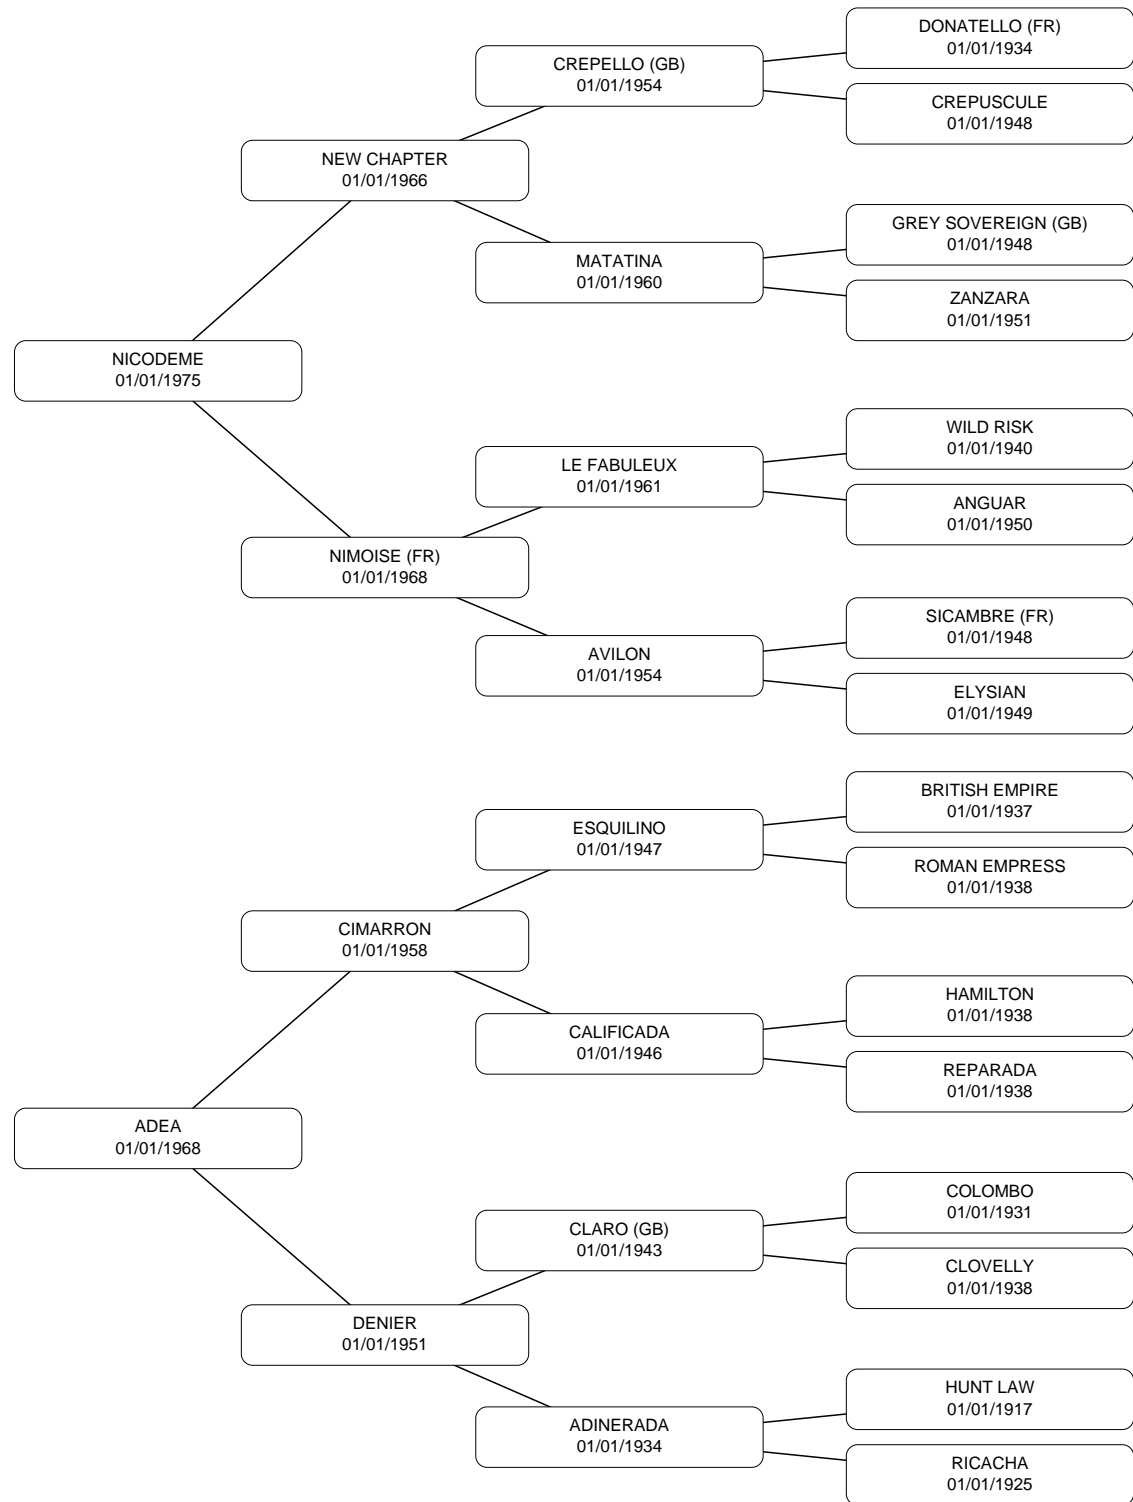 DONATELLO (FR)
01/01/1934
CREPELLO (GB)
01/01/1954
CREPUSCULE
01/01/1948
NEW CHAPTER
01/01/1966
GREY SOVEREIGN (GB)
01/01/1948
MATATINA
01/01/1960
ZANZARA
01/01/1951
NICODEME
01/01/1975
WILD RISK
01/01/1940
LE FABULEUX
01/01/1961
ANGUAR
01/01/1950
NIMOISE (FR)
01/01/1968
SICAMBRE (FR)
01/01/1948
AVILON
01/01/1954
ELYSIAN
01/01/1949
BRITISH EMPIRE
01/01/1937
ESQUILINO
01/01/1947
ROMAN EMPRESS
01/01/1938
CIMARRON
01/01/1958
HAMILTON
01/01/1938
CALIFICADA
01/01/1946
REPARADA
01/01/1938
ADEA
01/01/1968
COLOMBO
01/01/1931
CLARO (GB)
01/01/1943
CLOVELLY
01/01/1938
DENIER
01/01/1951
HUNT LAW
01/01/1917
ADINERADA
01/01/1934
RICACHA
01/01/1925